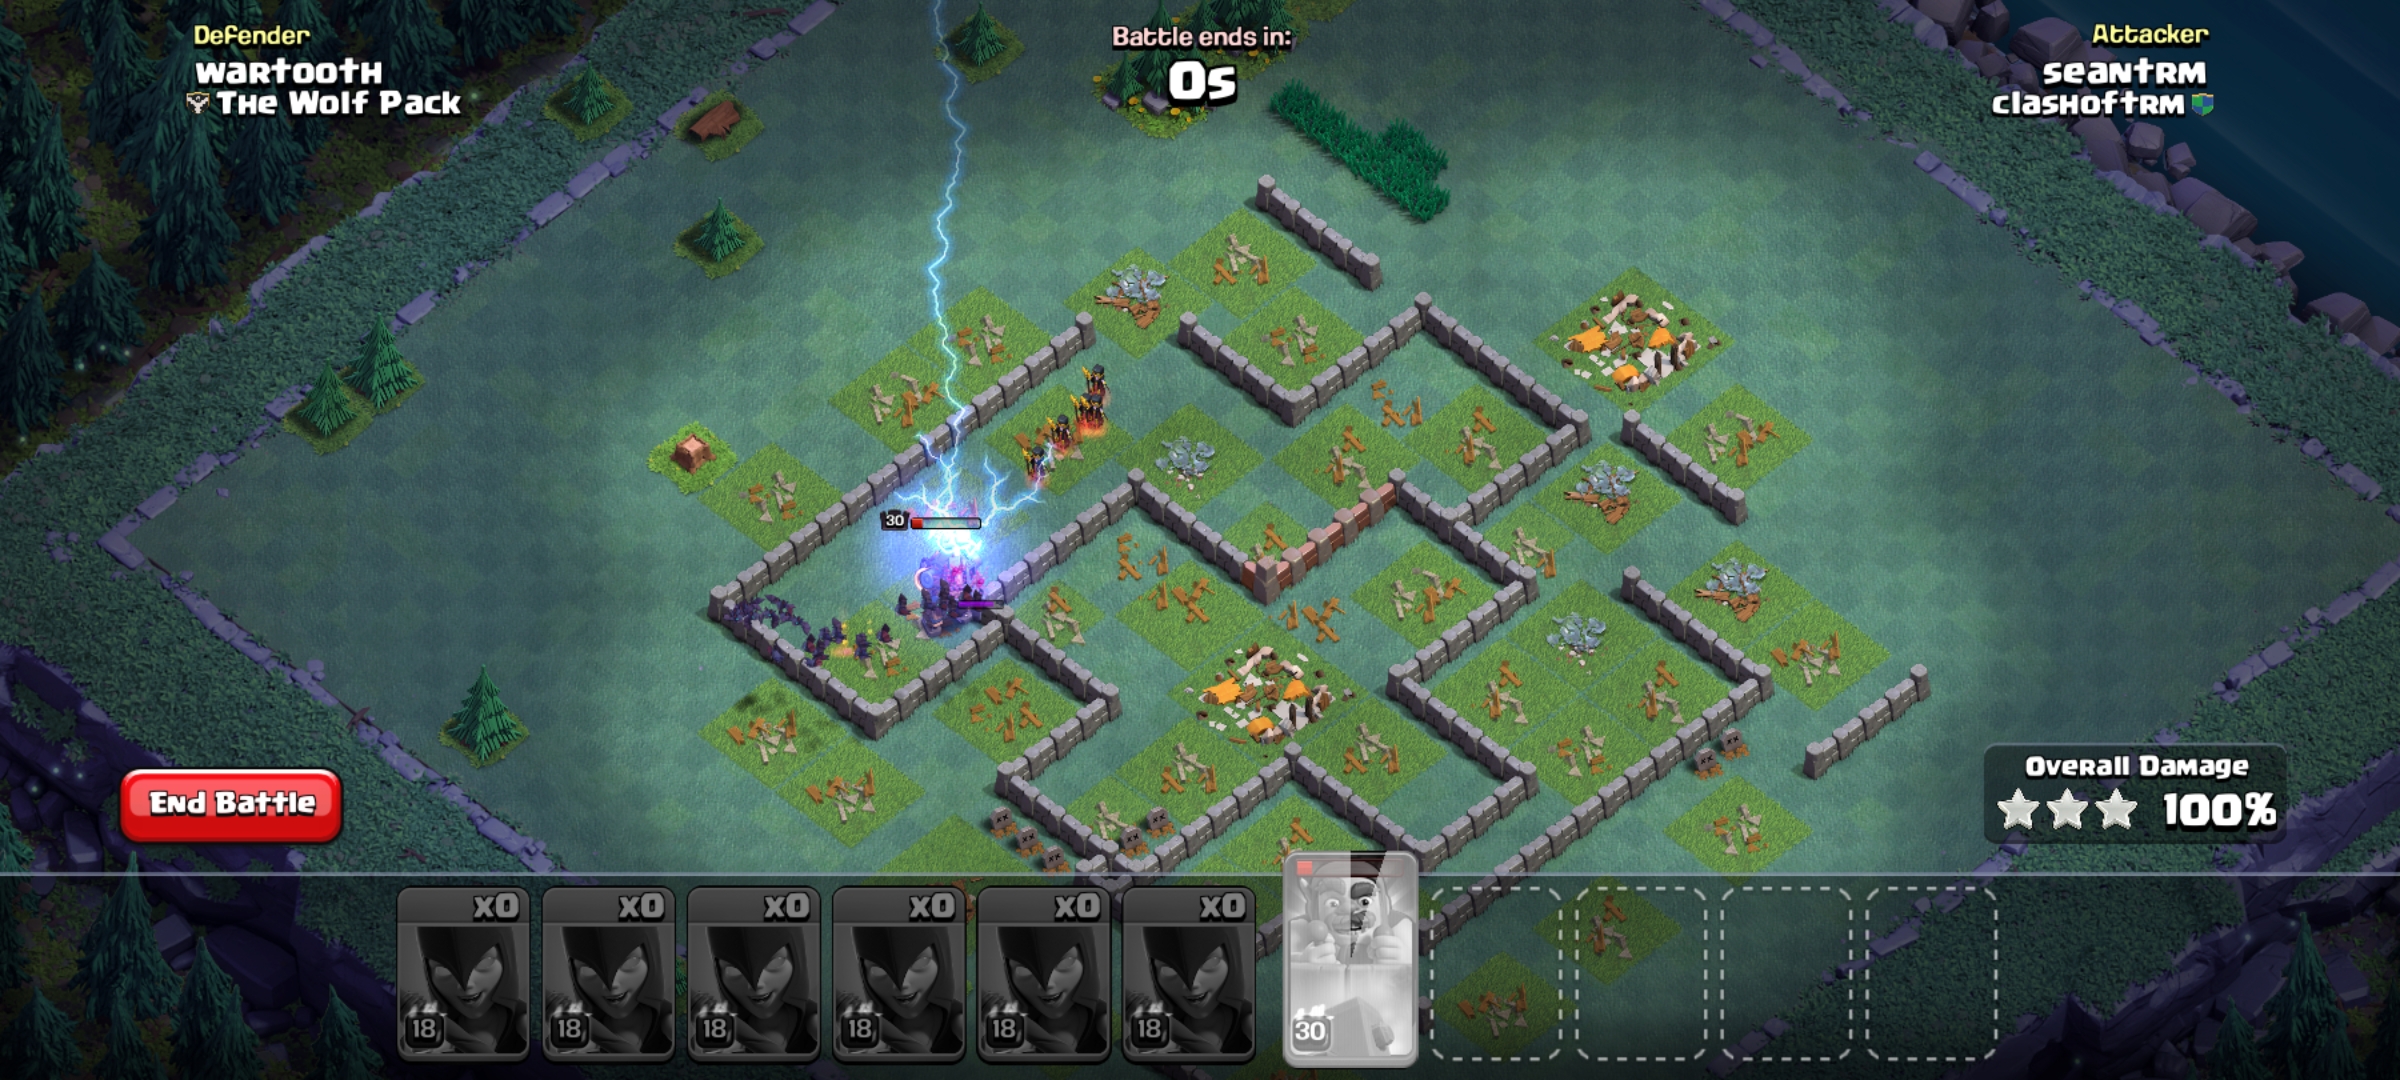 Defender
wartooth
The Wolf Pack
Battle ends in:
0s
Attacker
seantrm
clashoftrm
30
End Battle
Overall Damage
100%
x0
x0
x0
x0
x0
x0
18
18
18
18
18
18
30